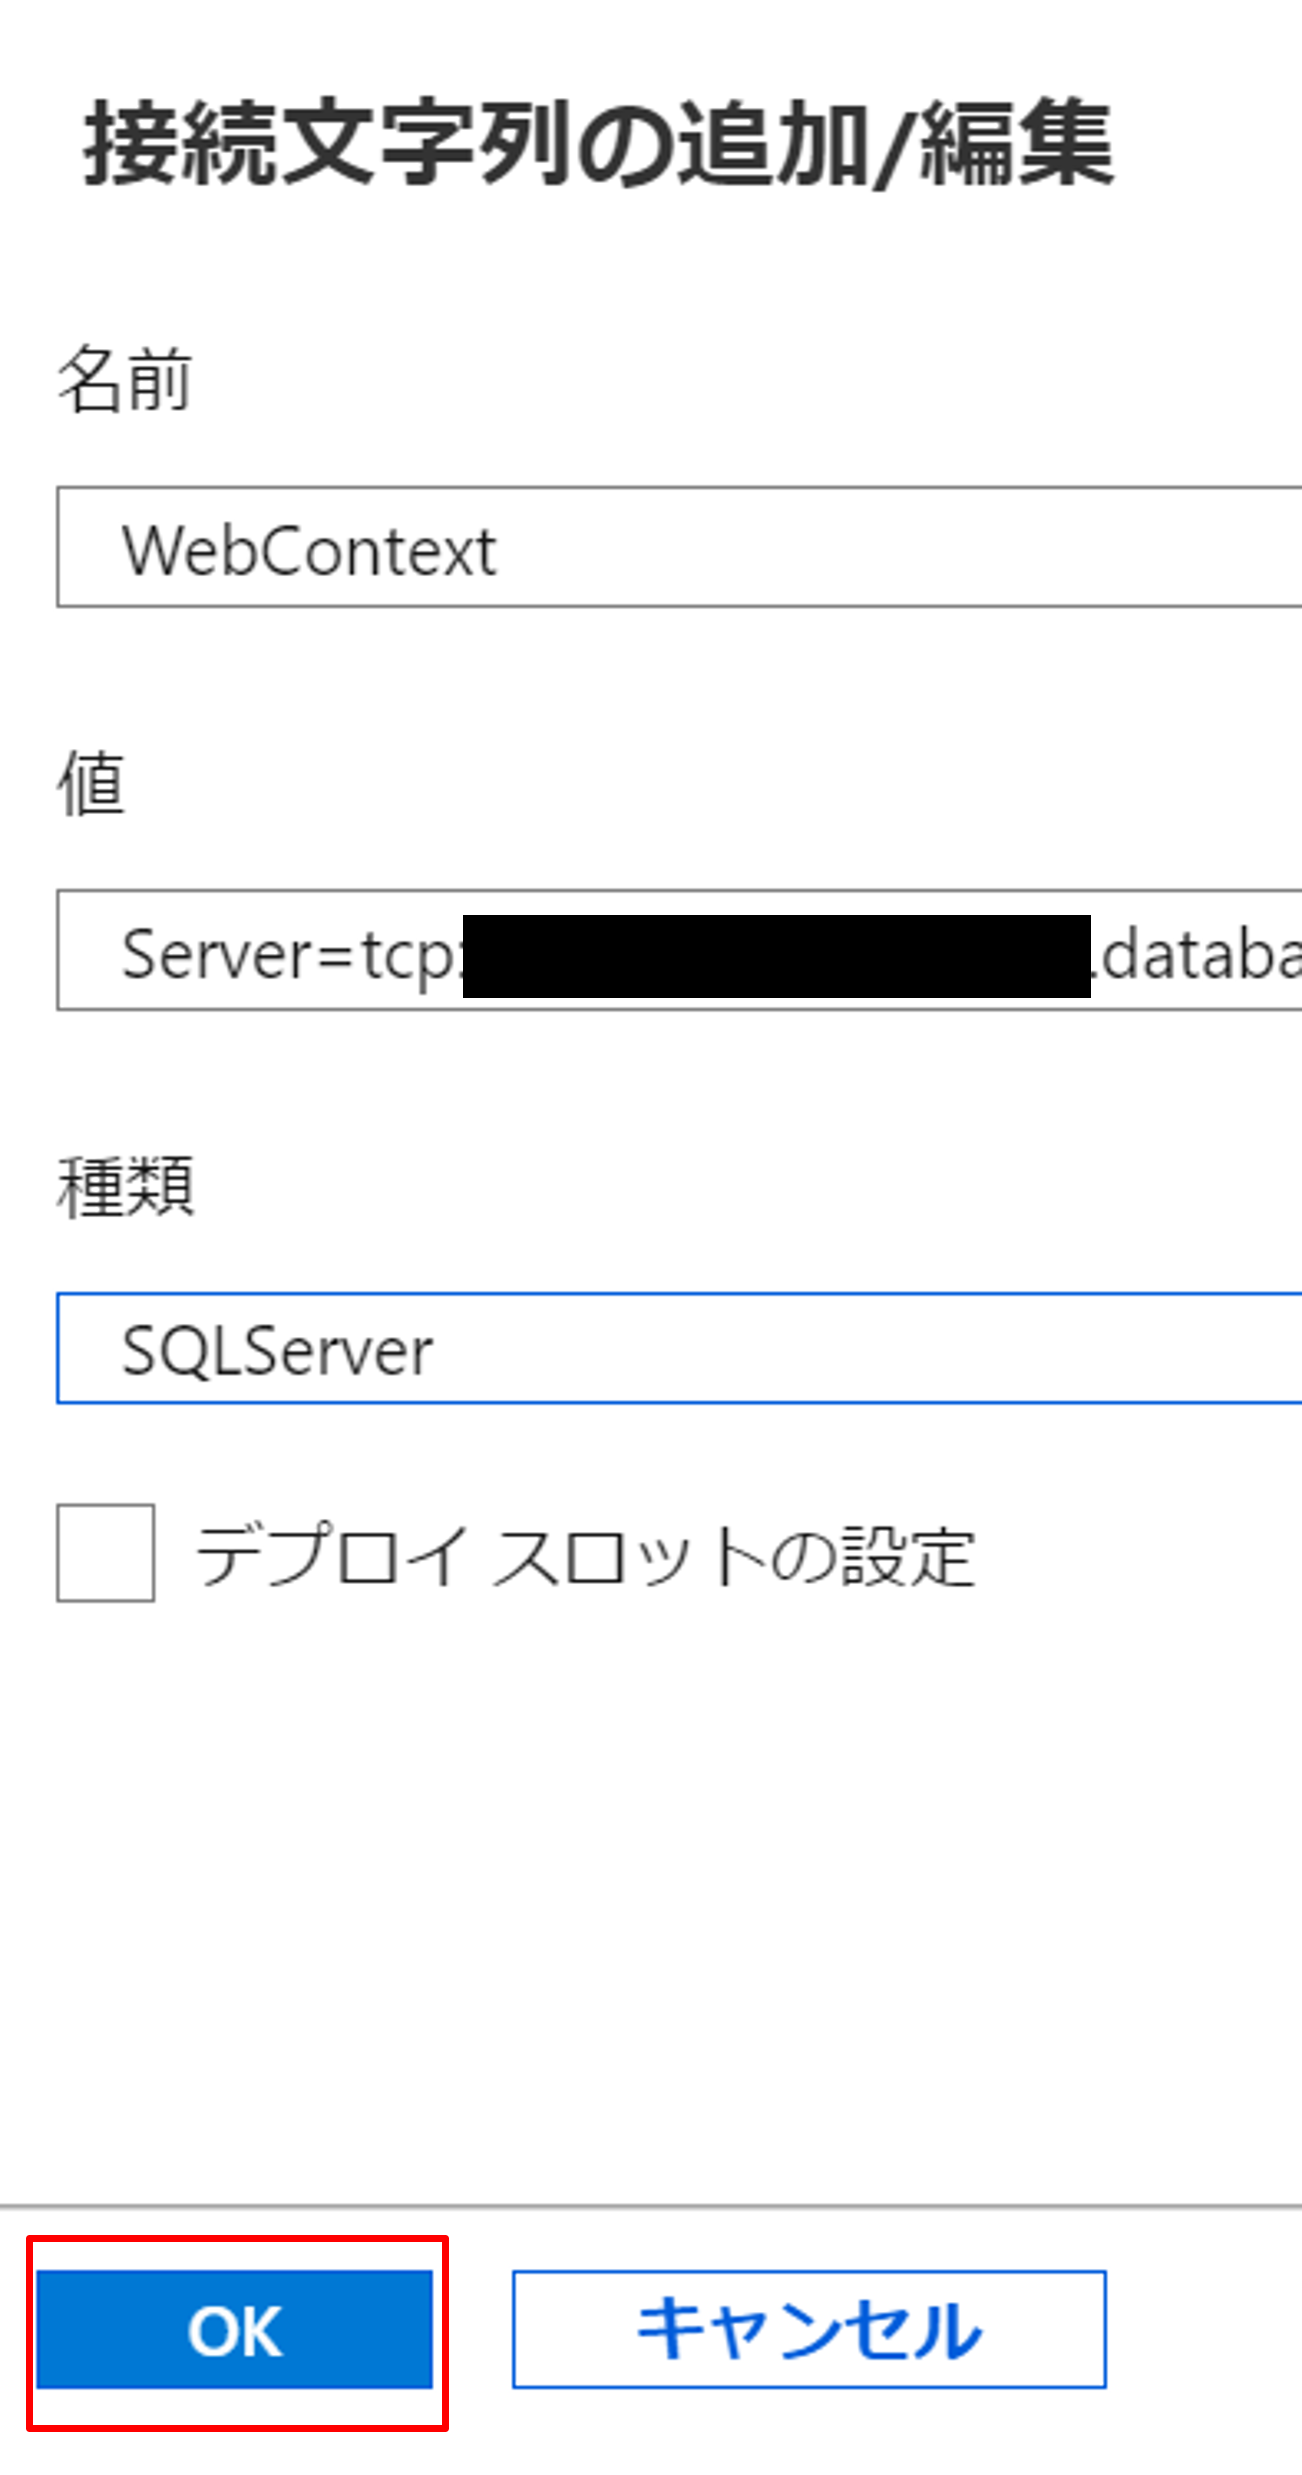 接続文字列の追加/編集
名前
WebContext
値
Server=tcp: .databa
種類
SQLServer
デプロイ スロットの設定
OK
キャンセル